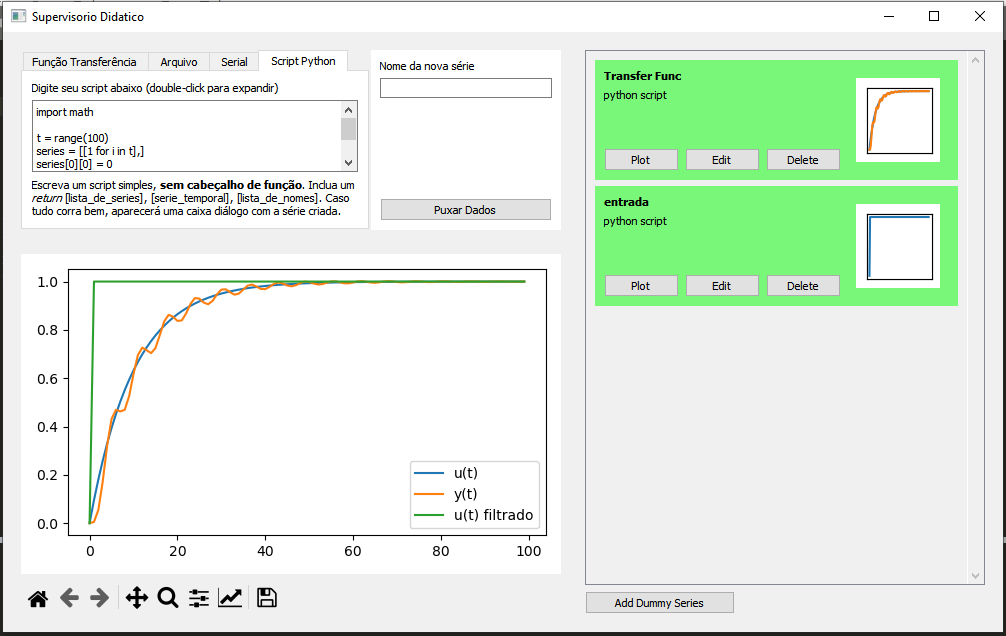 Supervisorio Didatico
Função Transferência
Arquivo
Serial
Script Python
Digite seu script abaixo (double-click para expandir)
import math
t = range(100)
series = [[1 for i in t],]
series[0][0] = 0
Escreva um script simples, sem cabeçalho de função. Inclua um
return [lista_de_series], [serie_temporal], [lista_de_nomes]. Caso
tudo corra bem, aparecerá uma caixa diálogo com a série criada.
Nome da nova série
Puxar Dados
1.0
0.8
0.6
0.4
0.2
0.0
0
20
40
60
80
100
u(t)
y(t)
u(t) filtrado
Transfer Func
python script
Plot
Edit
Delete
entrada
python script
Plot
Edit
Delete
Add Dummy Series